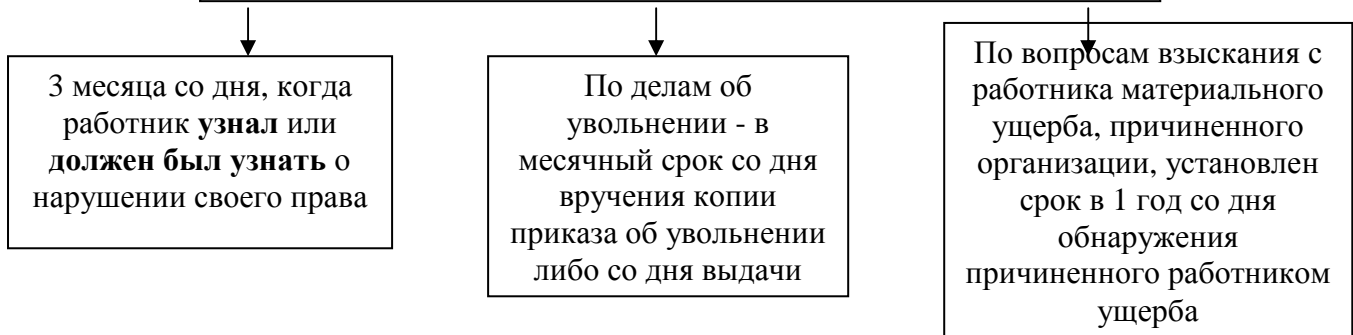 3 месяца со дня, когда
работник узнал или
должен был узнать о
нарушении своего права
По делам об
увольнении - в
месячный срок со дня
вручения копии
приказа об увольнении
либо со дня выдачи
По вопросам взыскания с
работника материального
ущерба, причиненного
организации, установлен
срок в 1 год со дня
обнаружения
причиненного работником
ущерба